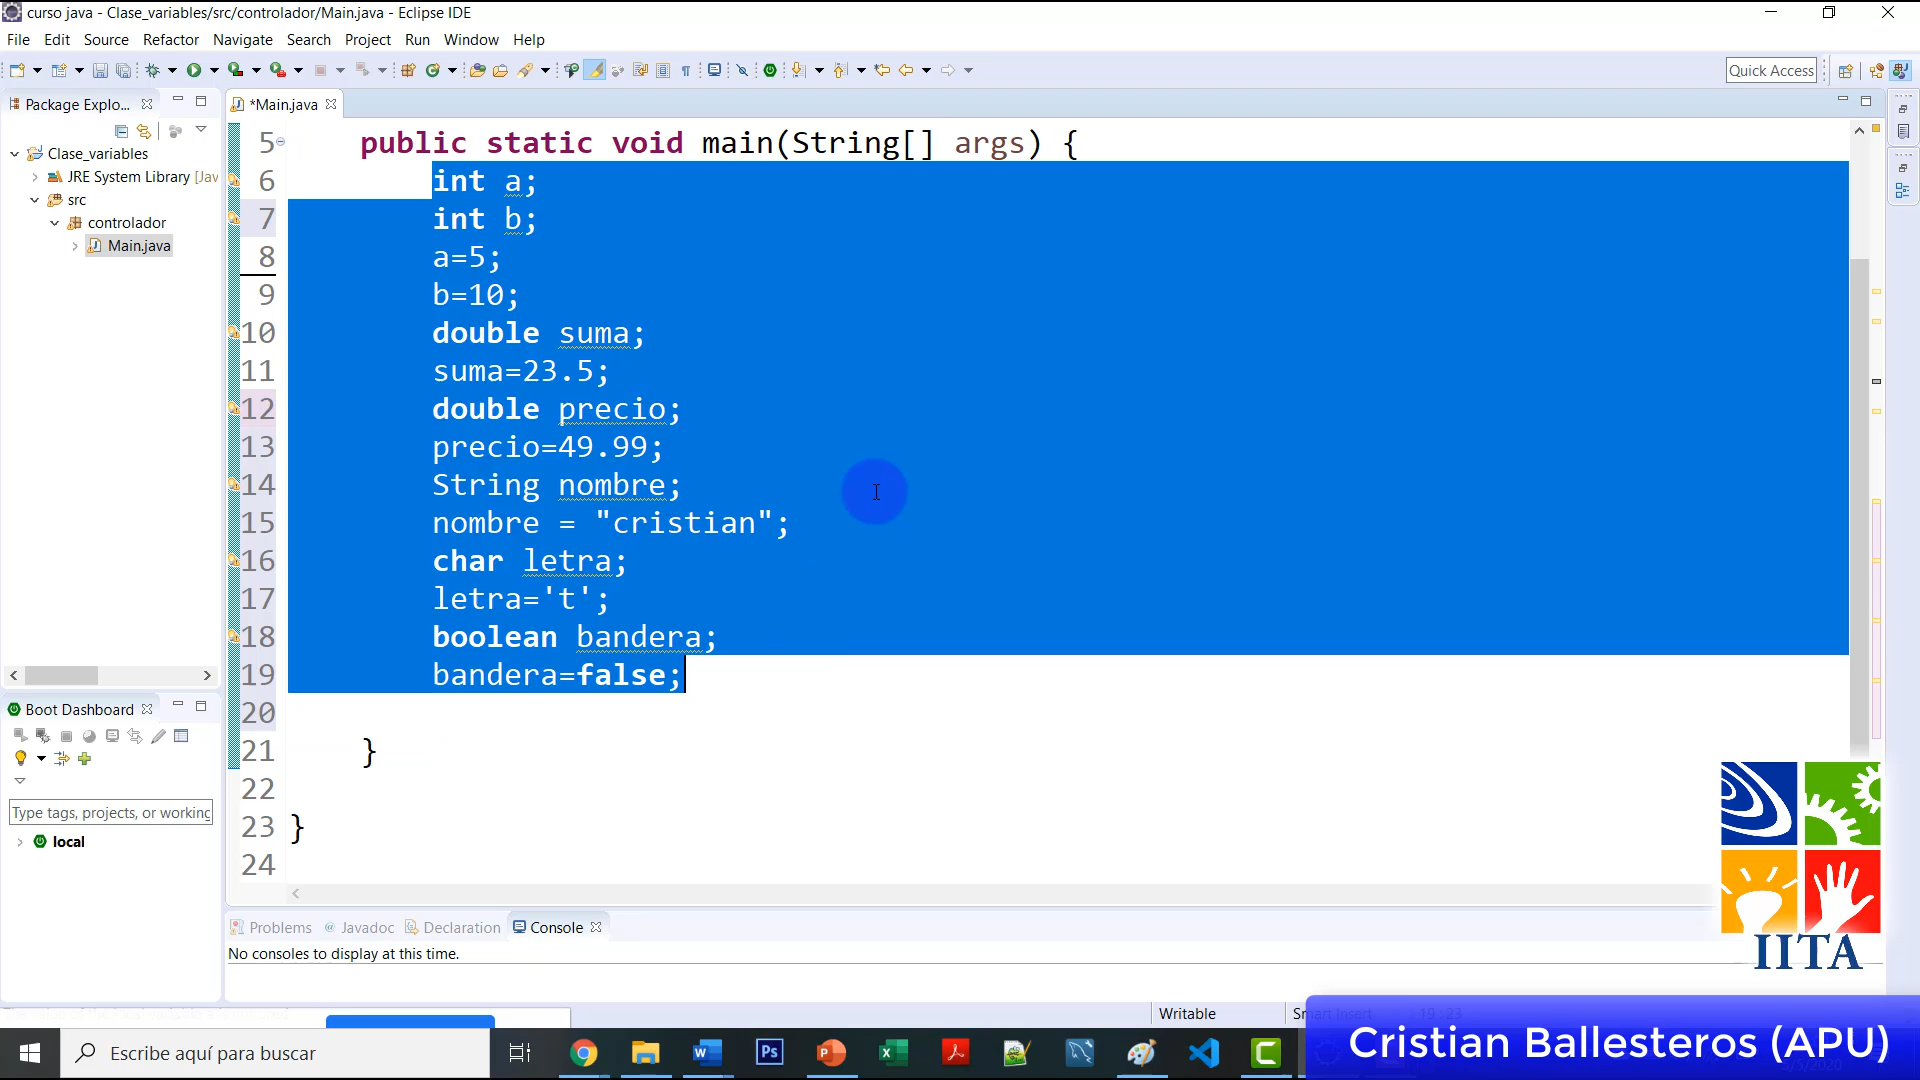 curso java - Clase_variables/src/controlador/Main.java - Eclipse IDE
File Edit Source Refactor Navigate Search Project Run Window Help
Quick Access
Package Explo...
*Main.java
Clase_variables
JRE System Library [Jav
src
controlador
Main.java
5 public static void main(String[] args) {
6 int a;
7 int b;
8 a=5;
9 b=10;
10 double suma;
11 suma=23.5;
12 double precio;
13 precio=49.99;
14 String nombre;
15 nombre = "cristian";
16 char letra;
17 letra='t';
18 boolean bandera;
19 bandera=false;
20
21 }
22
23 }
24
Boot Dashboard
Type tags, projects, or working
local
Problems @ Javadoc Declaration Console
No consoles to display at this time.
IITA
Writable
Cristian Ballesteros (APU)
Escribe aquí para buscar